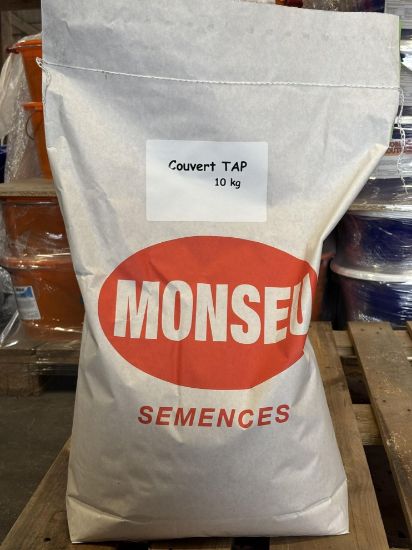 Couvert TAP
10 kg
MONSEU
SEMENCES